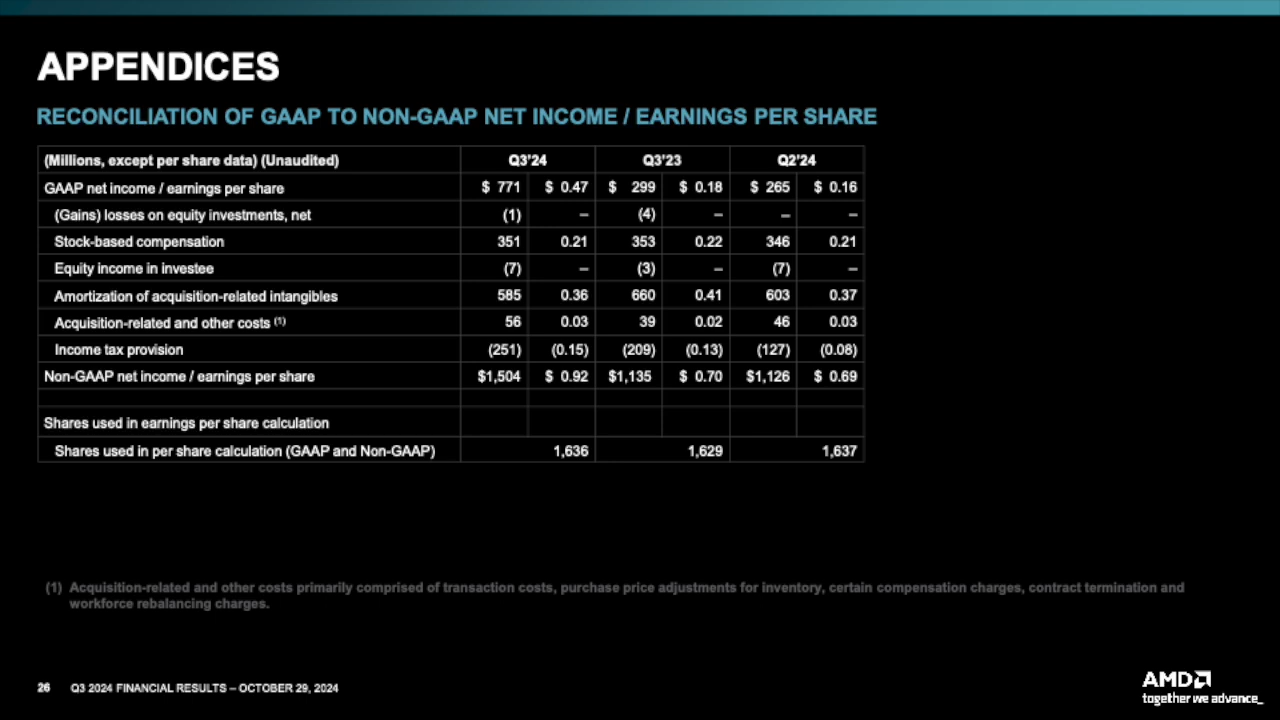 APPENDICES
RECONCILIATION OF GAAP TO NON-GAAP NET INCOME / EARNINGS PER SHARE
(Millions, except per share data) (Unaudited) Q3'24 Q3'23 Q2'24
GAAP net income / earnings per share $ 771 $ 0.47 $ 299 $ 0.18 $ 265 $ 0.16
(Gains) losses on equity investments, net (1) – (4) – – –
Stock-based compensation 351 0.21 353 0.22 346 0.21
Equity income in investee (7) – (3) – (7) –
Amortization of acquisition-related intangibles 585 0.36 660 0.41 603 0.37
Acquisition-related and other costs (1) 56 0.03 39 0.02 46 0.03
Income tax provision (251) (0.15) (209) (0.13) (127) (0.08)
Non-GAAP net income / earnings per share $1,504 $ 0.92 $1,135 $ 0.70 $1,126 $ 0.69
Shares used in earnings per share calculation
Shares used in per share calculation (GAAP and Non-GAAP) 1,636 1,629 1,637
(1) Acquisition-related and other costs primarily comprised of transaction costs, purchase price adjustments for inventory, certain compensation charges, contract termination and
workforce rebalancing charges.
26 Q3 2024 FINANCIAL RESULTS – OCTOBER 29, 2024
AMD
together we advance_